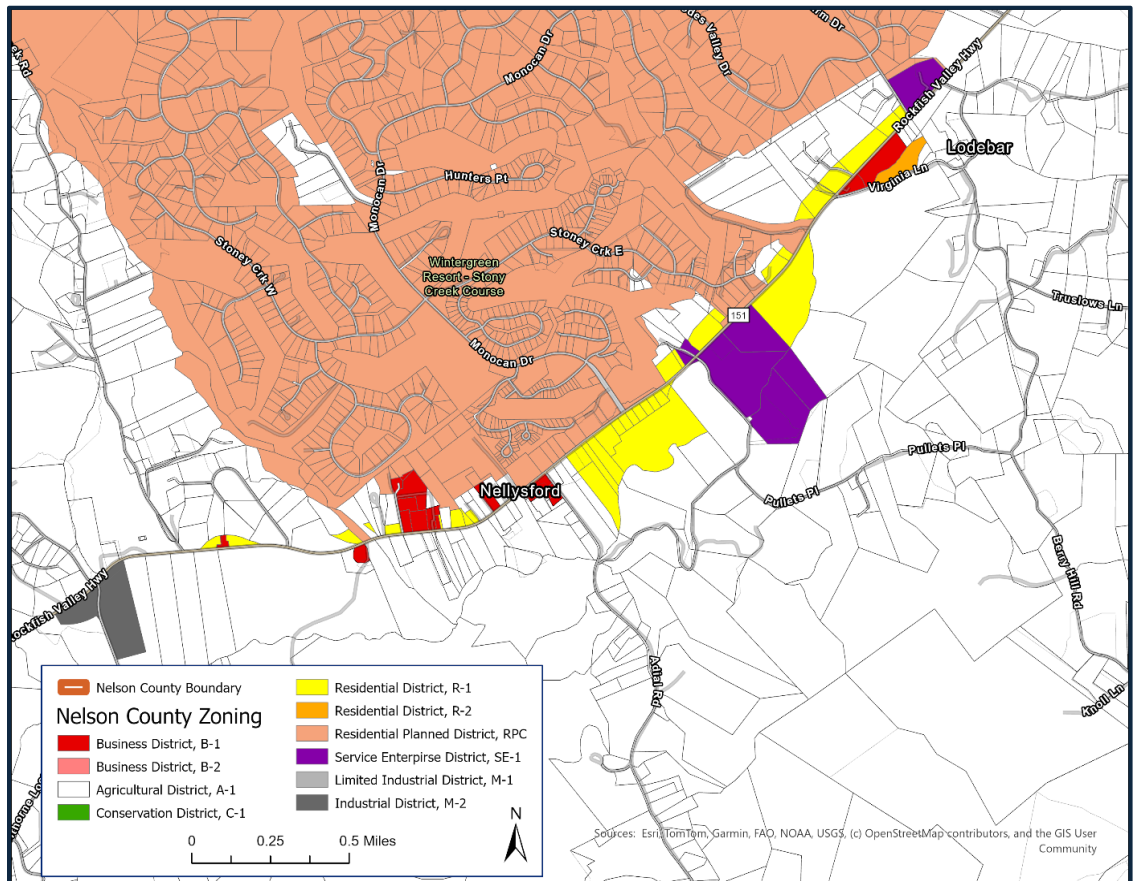 Monocan Dr
Rockfish Valley Hwy
Lodebar
Virginia Ln
Hunters Pt
Monocan Dr
Stoney Crk E
Stoney Crk W
Wintergreen
Resort - Stony
Creek Course
Truslows Ln
151
Monocan Dr
Pullets Pl
Nellysford
Pullets Pl
Berry Hill Rd
Rockfish Valley Hwy
Adial Rd
Knoll Ln
Nelson County Boundary
Nelson County Zoning
Business District, B-1
Business District, B-2
Agricultural District, A-1
Conservation District, C-1
Residential District, R-1
Residential District, R-2
Residential Planned District, RPC
Service Enterpirse District, SE-1
Limited Industrial District, M-1
Industrial District, M-2
0 0.25 0.5 Miles
N
Sources: Esri, TomTom, Garmin, FAO, NOAA, USGS, (c) OpenStreetMap contributors, and the GIS User
Community